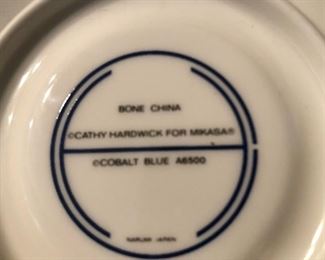 BONE CHINA
©CATHY HARDWICK FOR MIKASA®
©COBALT BLUE A6500
NARUMI JAPAN